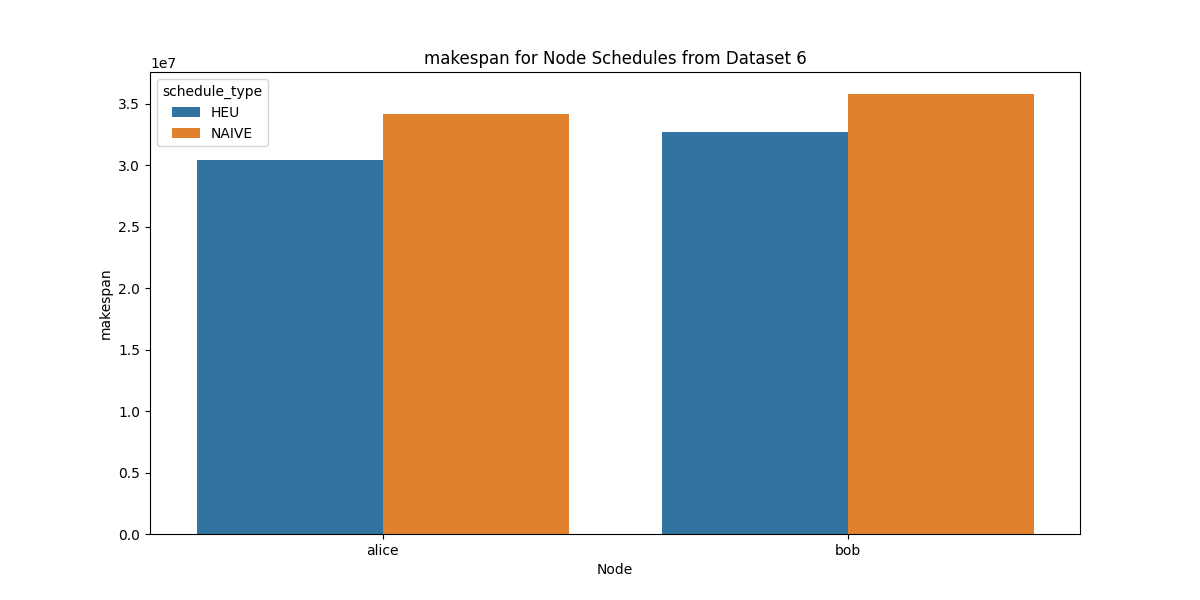 makespan for Node Schedules from Dataset 6
1e7
schedule_type
HEU
NAIVE
3.5
3.0
2.5
2.0
1.5
1.0
0.5
0.0
makespan
alice
bob
Node